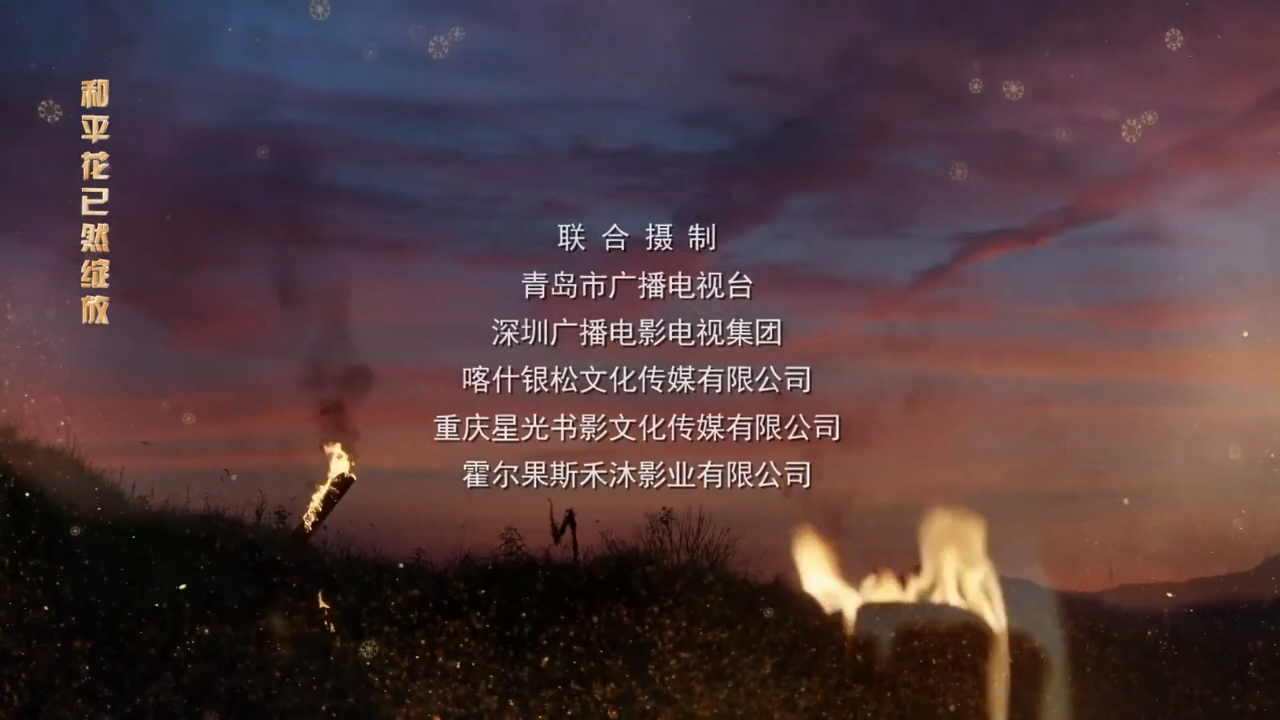 和平花已然绽放
联合摄制
青岛市广播电视台
深圳广播电影电视集团
喀什银松文化传媒有限公司
重庆星光书影文化传媒有限公司
霍尔果斯禾沐影业有限公司